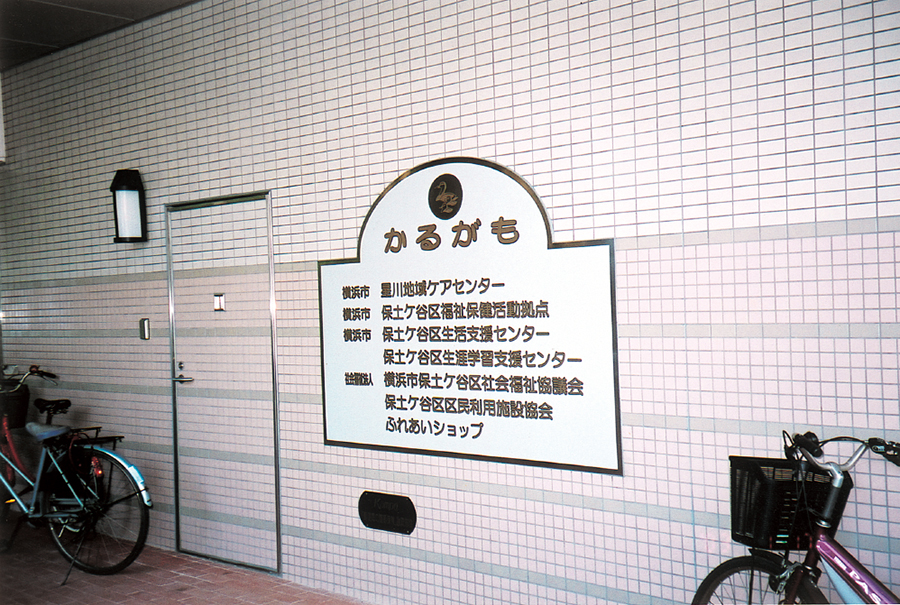 かるがも
横浜市 星川地域ケアセンター
横浜市 保土ケ谷区福祉保健活動拠点
横浜市 保土ケ谷区生活支援センター
保土ケ谷区生涯学習支援センター
社会福祉法人 横浜市保土ケ谷区社会福祉協議会
保土ケ谷区区民利用施設協会
ふれあいショップ
PAS